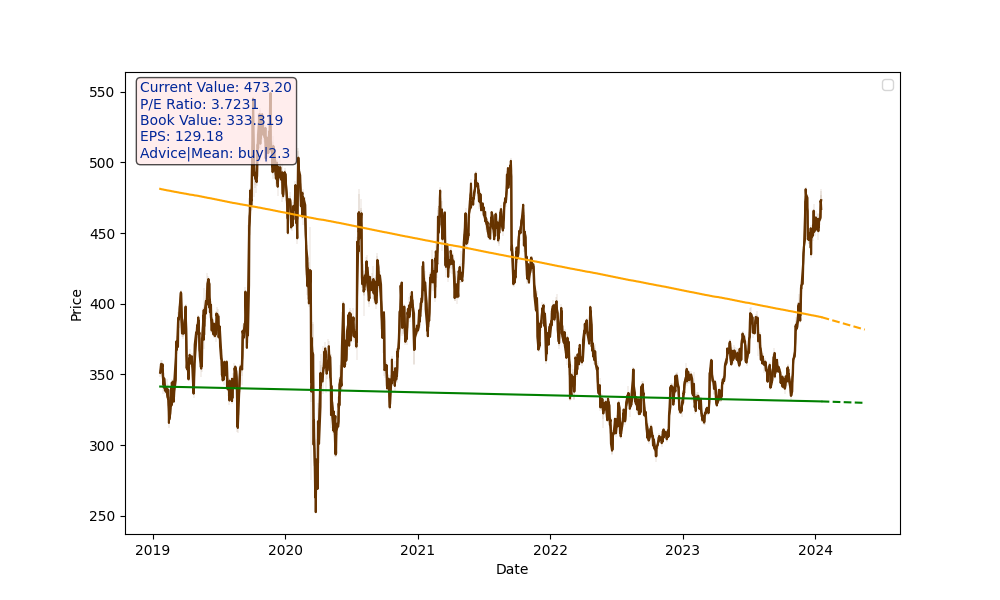 Current Value: 473.20
P/E Ratio: 3.7231
Book Value: 333.319
EPS: 129.18
Advice|Mean: buy|2.3
Price
550
500
450
400
350
300
250
2019
2020
2021
2022
2023
2024
Date